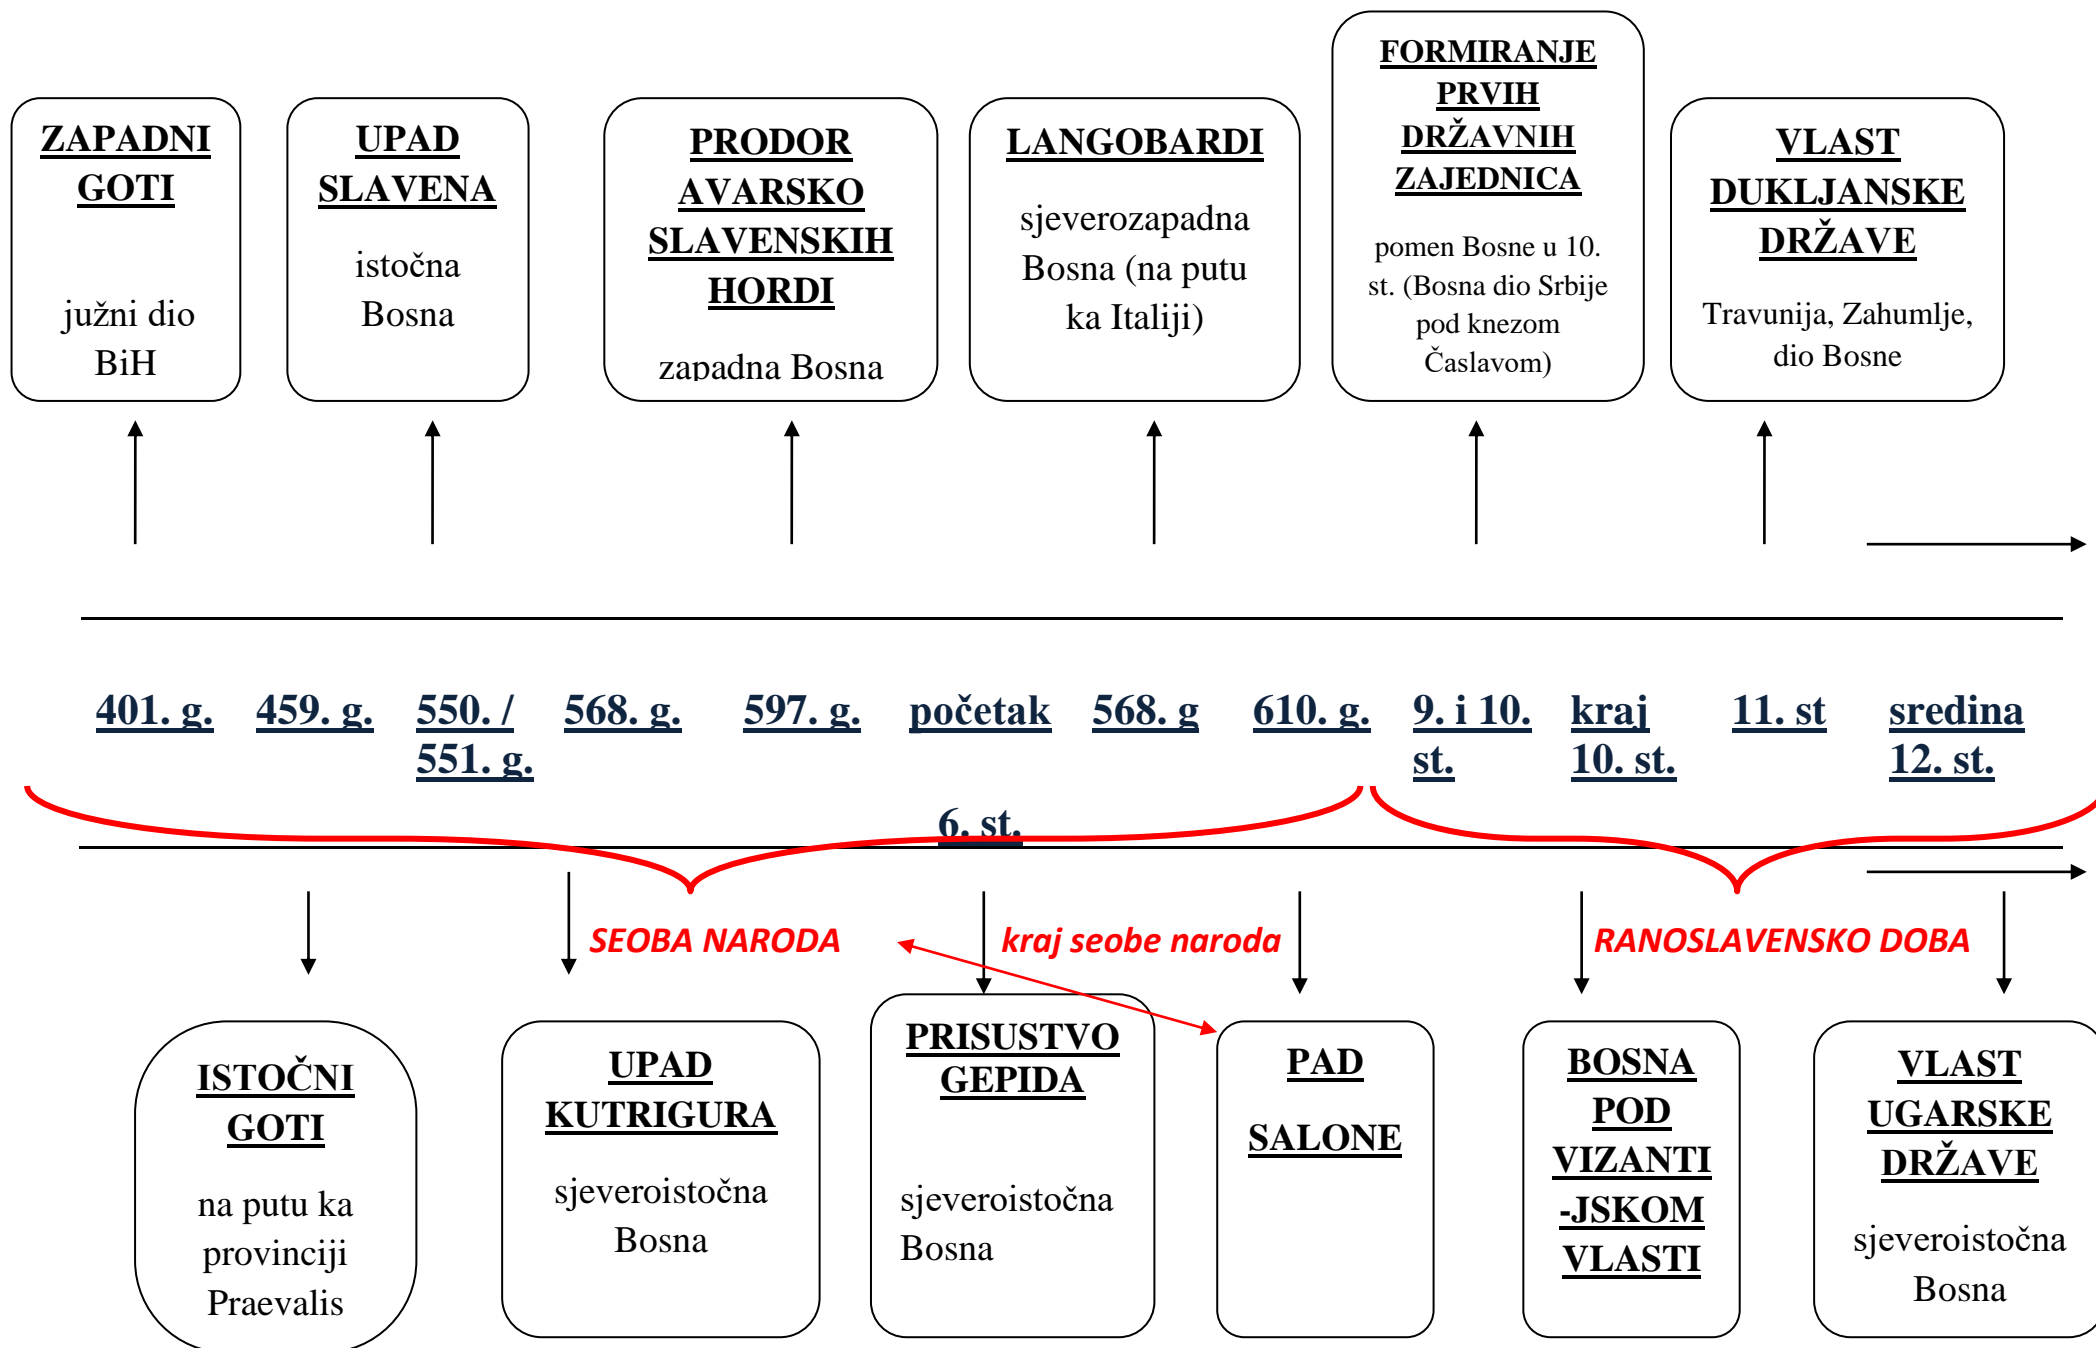 ZAPADNI
GOTI
južni dio
BiH
UPAD
SLAVENA
istočna
Bosna
PRODOR
AVARSKO
SLAVENSKIH
HORDI
zapadna Bosna
LANGOBARDI
sjeverozapadna
Bosna (na putu
ka Italiji)
FORMIRANJE
PRVIH
DRŽAVNIH
ZAJEDNICA
pomen Bosne u 10.
st. (Bosna dio Srbije
pod knezom
Časlavom)
VLAST
DUKLJANSKE
DRŽAVE
Travunija, Zahumlje,
dio Bosne
401. g.
459. g.
550. /
551. g.
568. g.
597. g.
početak
6. st.
568. g
610. g.
9. i 10.
st.
kraj
10. st.
11. st
sredina
12. st.
SEOBA NARODA
kraj seobe naroda
RANOSLAVENSKO DOBA
ISTOČNI
GOTI
na putu ka
provinciji
Praevalis
UPAD
KUTRIGURA
sjeveroistočna
Bosna
PRISUSTVO
GEPIDA
sjeveroistočna
Bosna
PAD
SALONE
BOSNA
POD
VIZANTI
-JSKOM
VLASTI
VLAST
UGARSKE
DRŽAVE
sjeveroistočna
Bosna